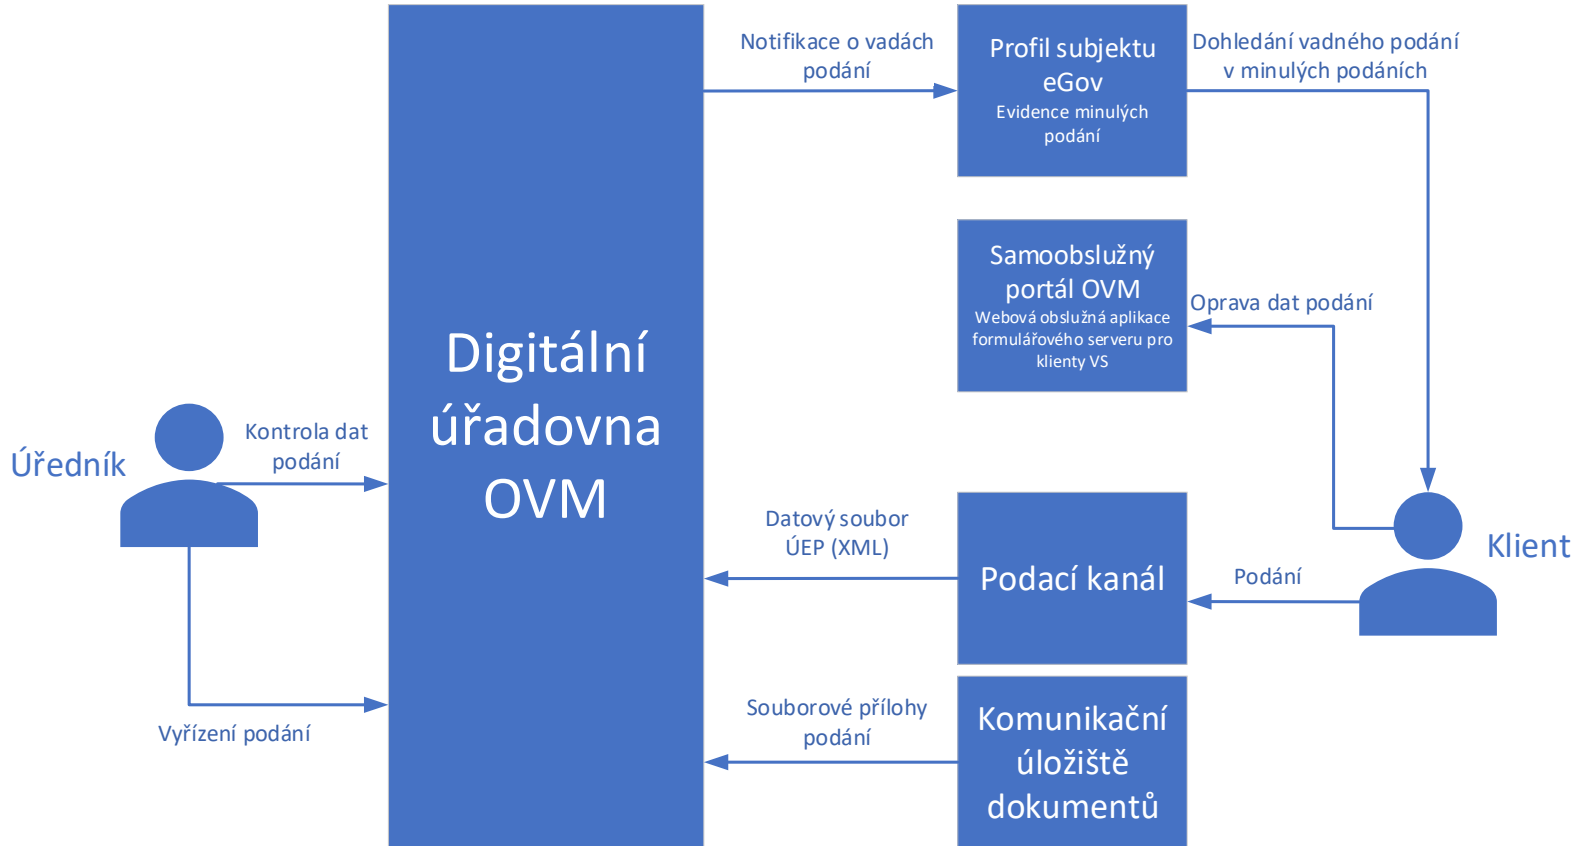 Notifikace o vadách
podání
Profil subjektu
eGov
Evidence minulých
podání
Dohledání vadného podání
v minulých podáních
Samoobslužný
portál OVM
Webová obslužná aplikace
formulářového serveru pro
klienty VS
Oprava dat podání
Digitální
úřadovna
OVM
Úředník
Kontrola dat
podání
Datový soubor
ÚEP (XML)
Podací kanál
Podání
Klient
Vyřízení podání
Souborové přílohy
podání
Komunikační
úložiště
dokumentů